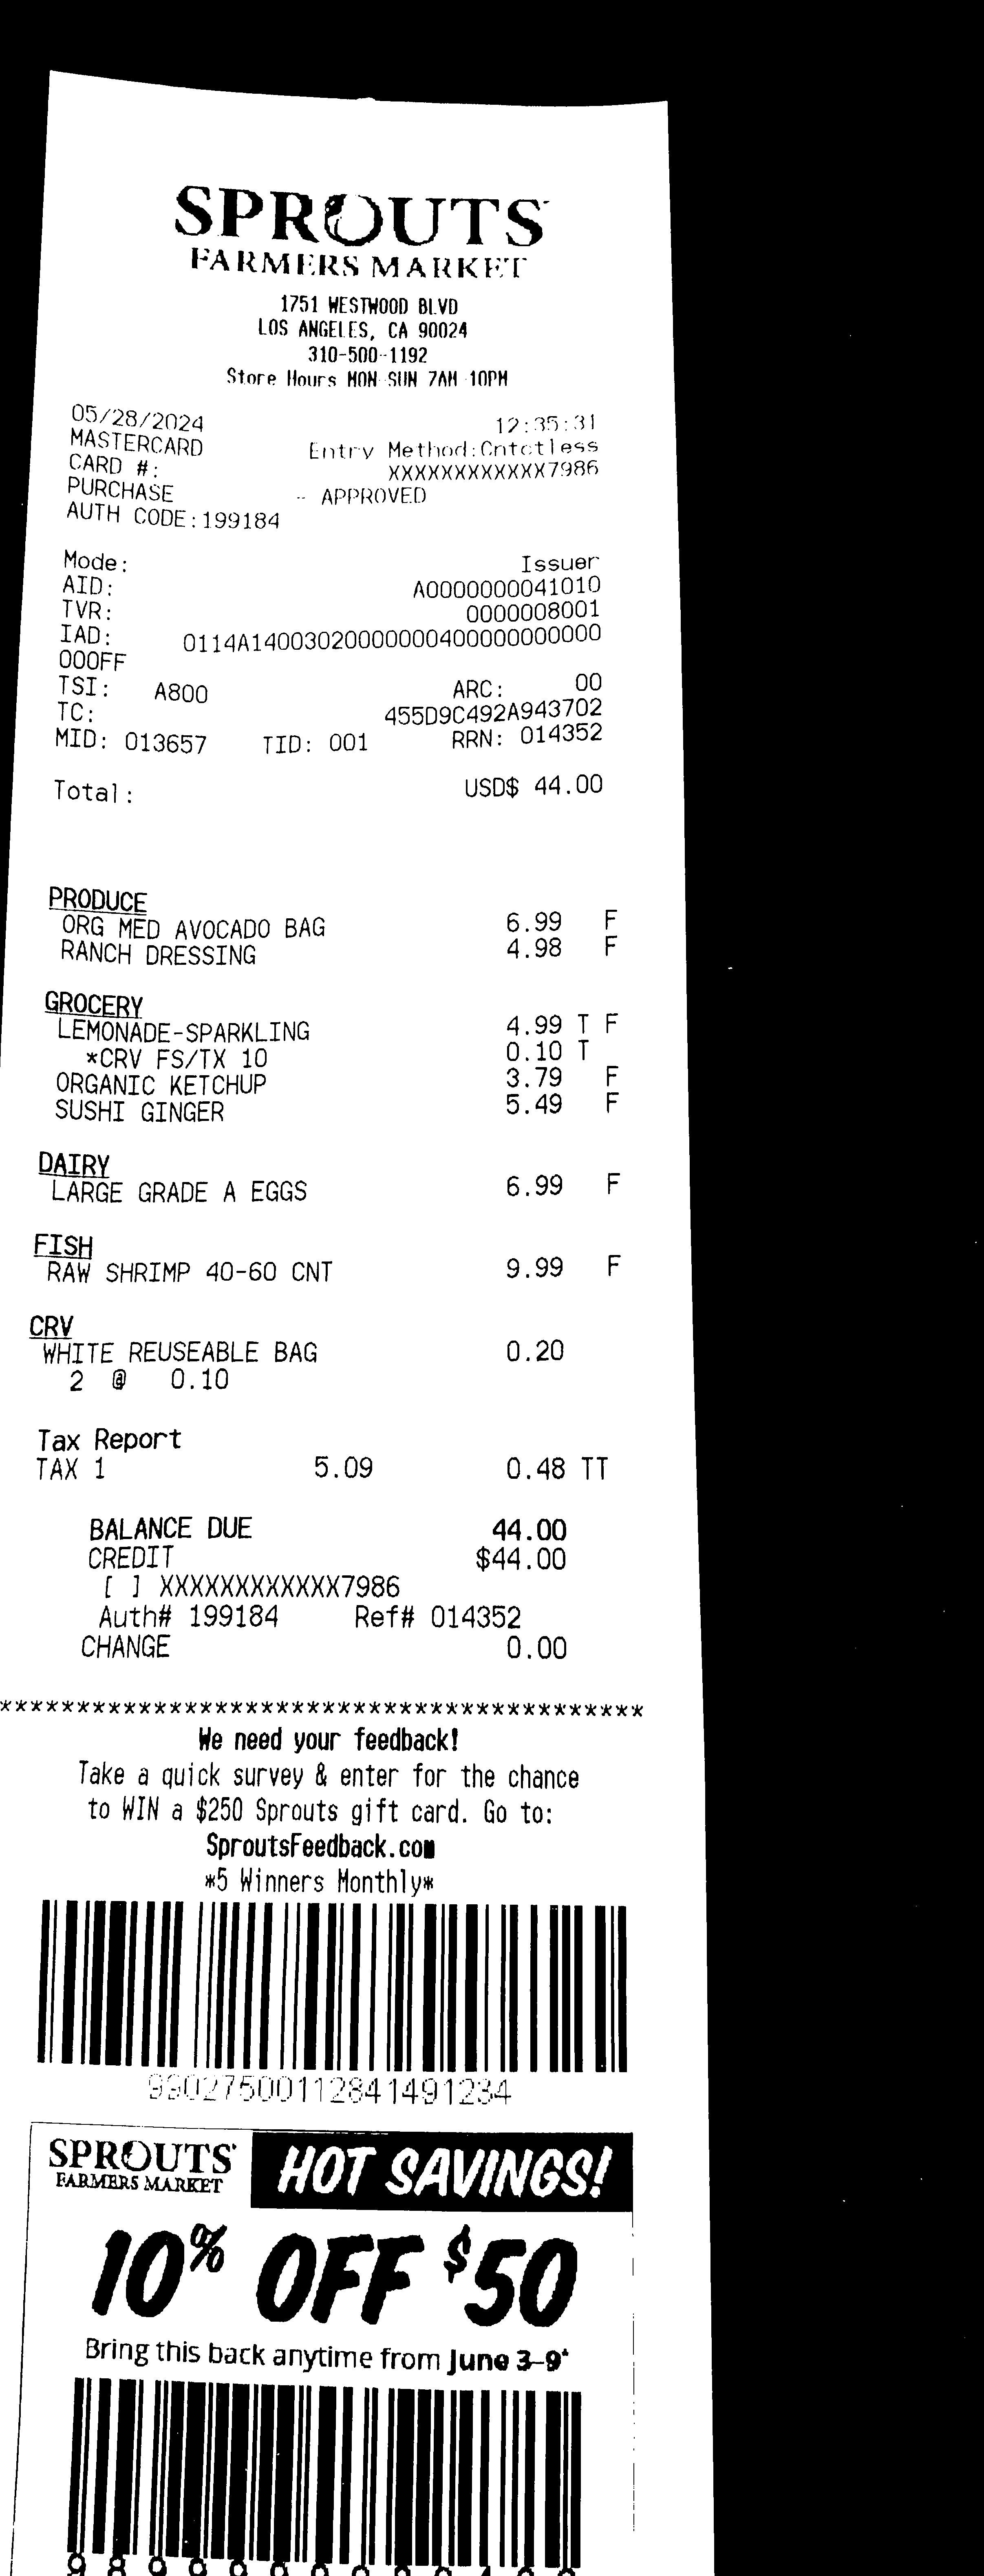 SPROUTS
FARMERS MARKET
1751 WESTWOOD BLVD
LOS ANGELES, CA 90024
310-500-1192
Store Hours MON-SUN 7AM-10PM
05/28/2024 12:35:31
MASTERCARD Entry Method:Cntctless
CARD #: XXXXXXXXXXXX7986
PURCHASE - APPROVED
AUTH CODE:199184
Mode: Issuer
AID: A0000000041010
TVR: 0000008001
IAD: 0114A14003020000000400000000000
000FF
TSI: A800 ARC: 00
TC: 455D9C492A943702
MID: 013657 TID: 001 RRN: 014352
Total: USD$ 44.00
PRODUCE
ORG MED AVOCADO BAG 6.99 F
RANCH DRESSING 4.98 F
GROCERY
LEMONADE-SPARKLING 4.99 T F
*CRV FS/TX 10 0.10 T
ORGANIC KETCHUP 3.79 F
SUSHI GINGER 5.49 F
DAIRY
LARGE GRADE A EGGS 6.99 F
FISH
RAW SHRIMP 40-60 CNT 9.99 F
CRV
WHITE REUSEABLE BAG 0.20
2 @ 0.10
Tax Report
TAX 1 5.09 0.48 TT
BALANCE DUE 44.00
CREDIT $44.00
[ ] XXXXXXXXXXXX7986
Auth# 199184 Ref# 014352
CHANGE 0.00
******************************************
We need your feedback!
Take a quick survey & enter for the chance
to WIN a $250 Sprouts gift card. Go to:
SproutsFeedback.com
*5 Winners Monthly*
99027500112841491234
SPROUTS
FARMERS MARKET
HOT SAVINGS!
10% OFF $50
Bring this back anytime from June 3-9*